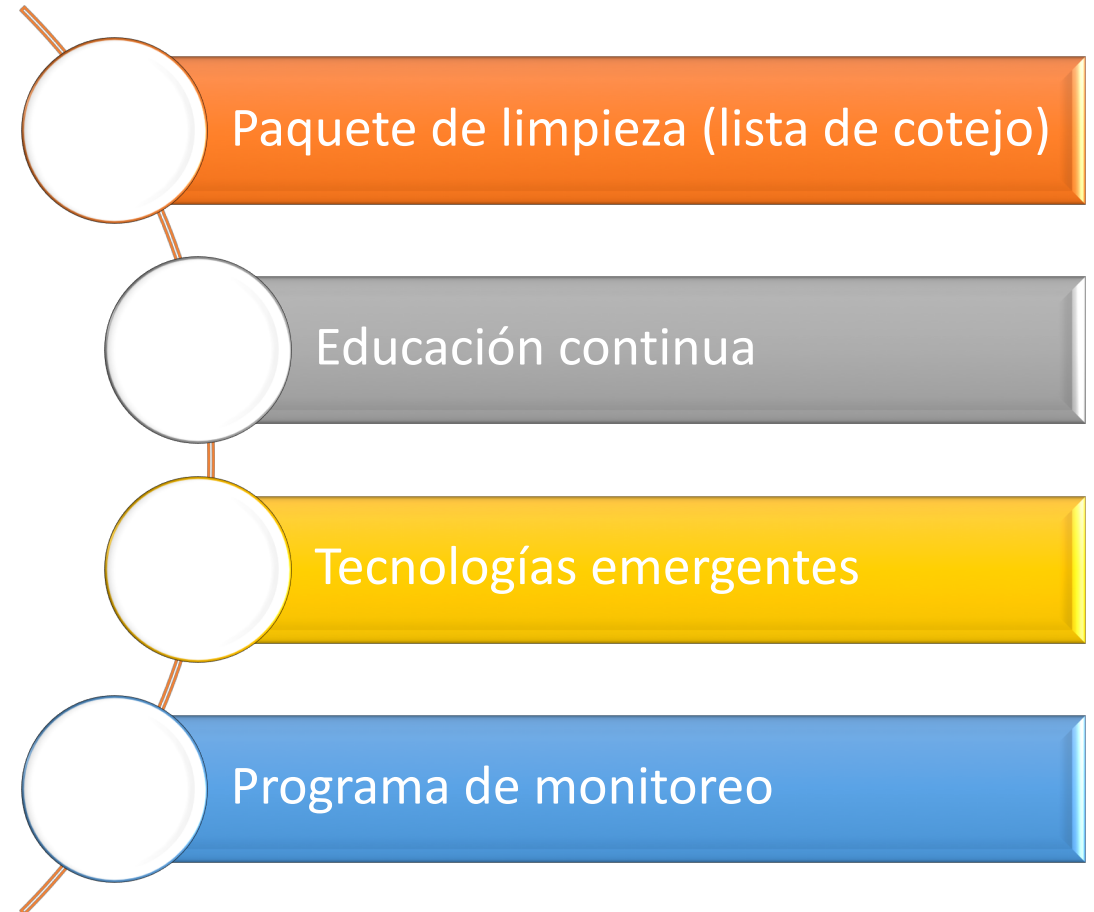 Paquete de limpieza (lista de cotejo)
Educación continua
Tecnologías emergentes
Programa de monitoreo